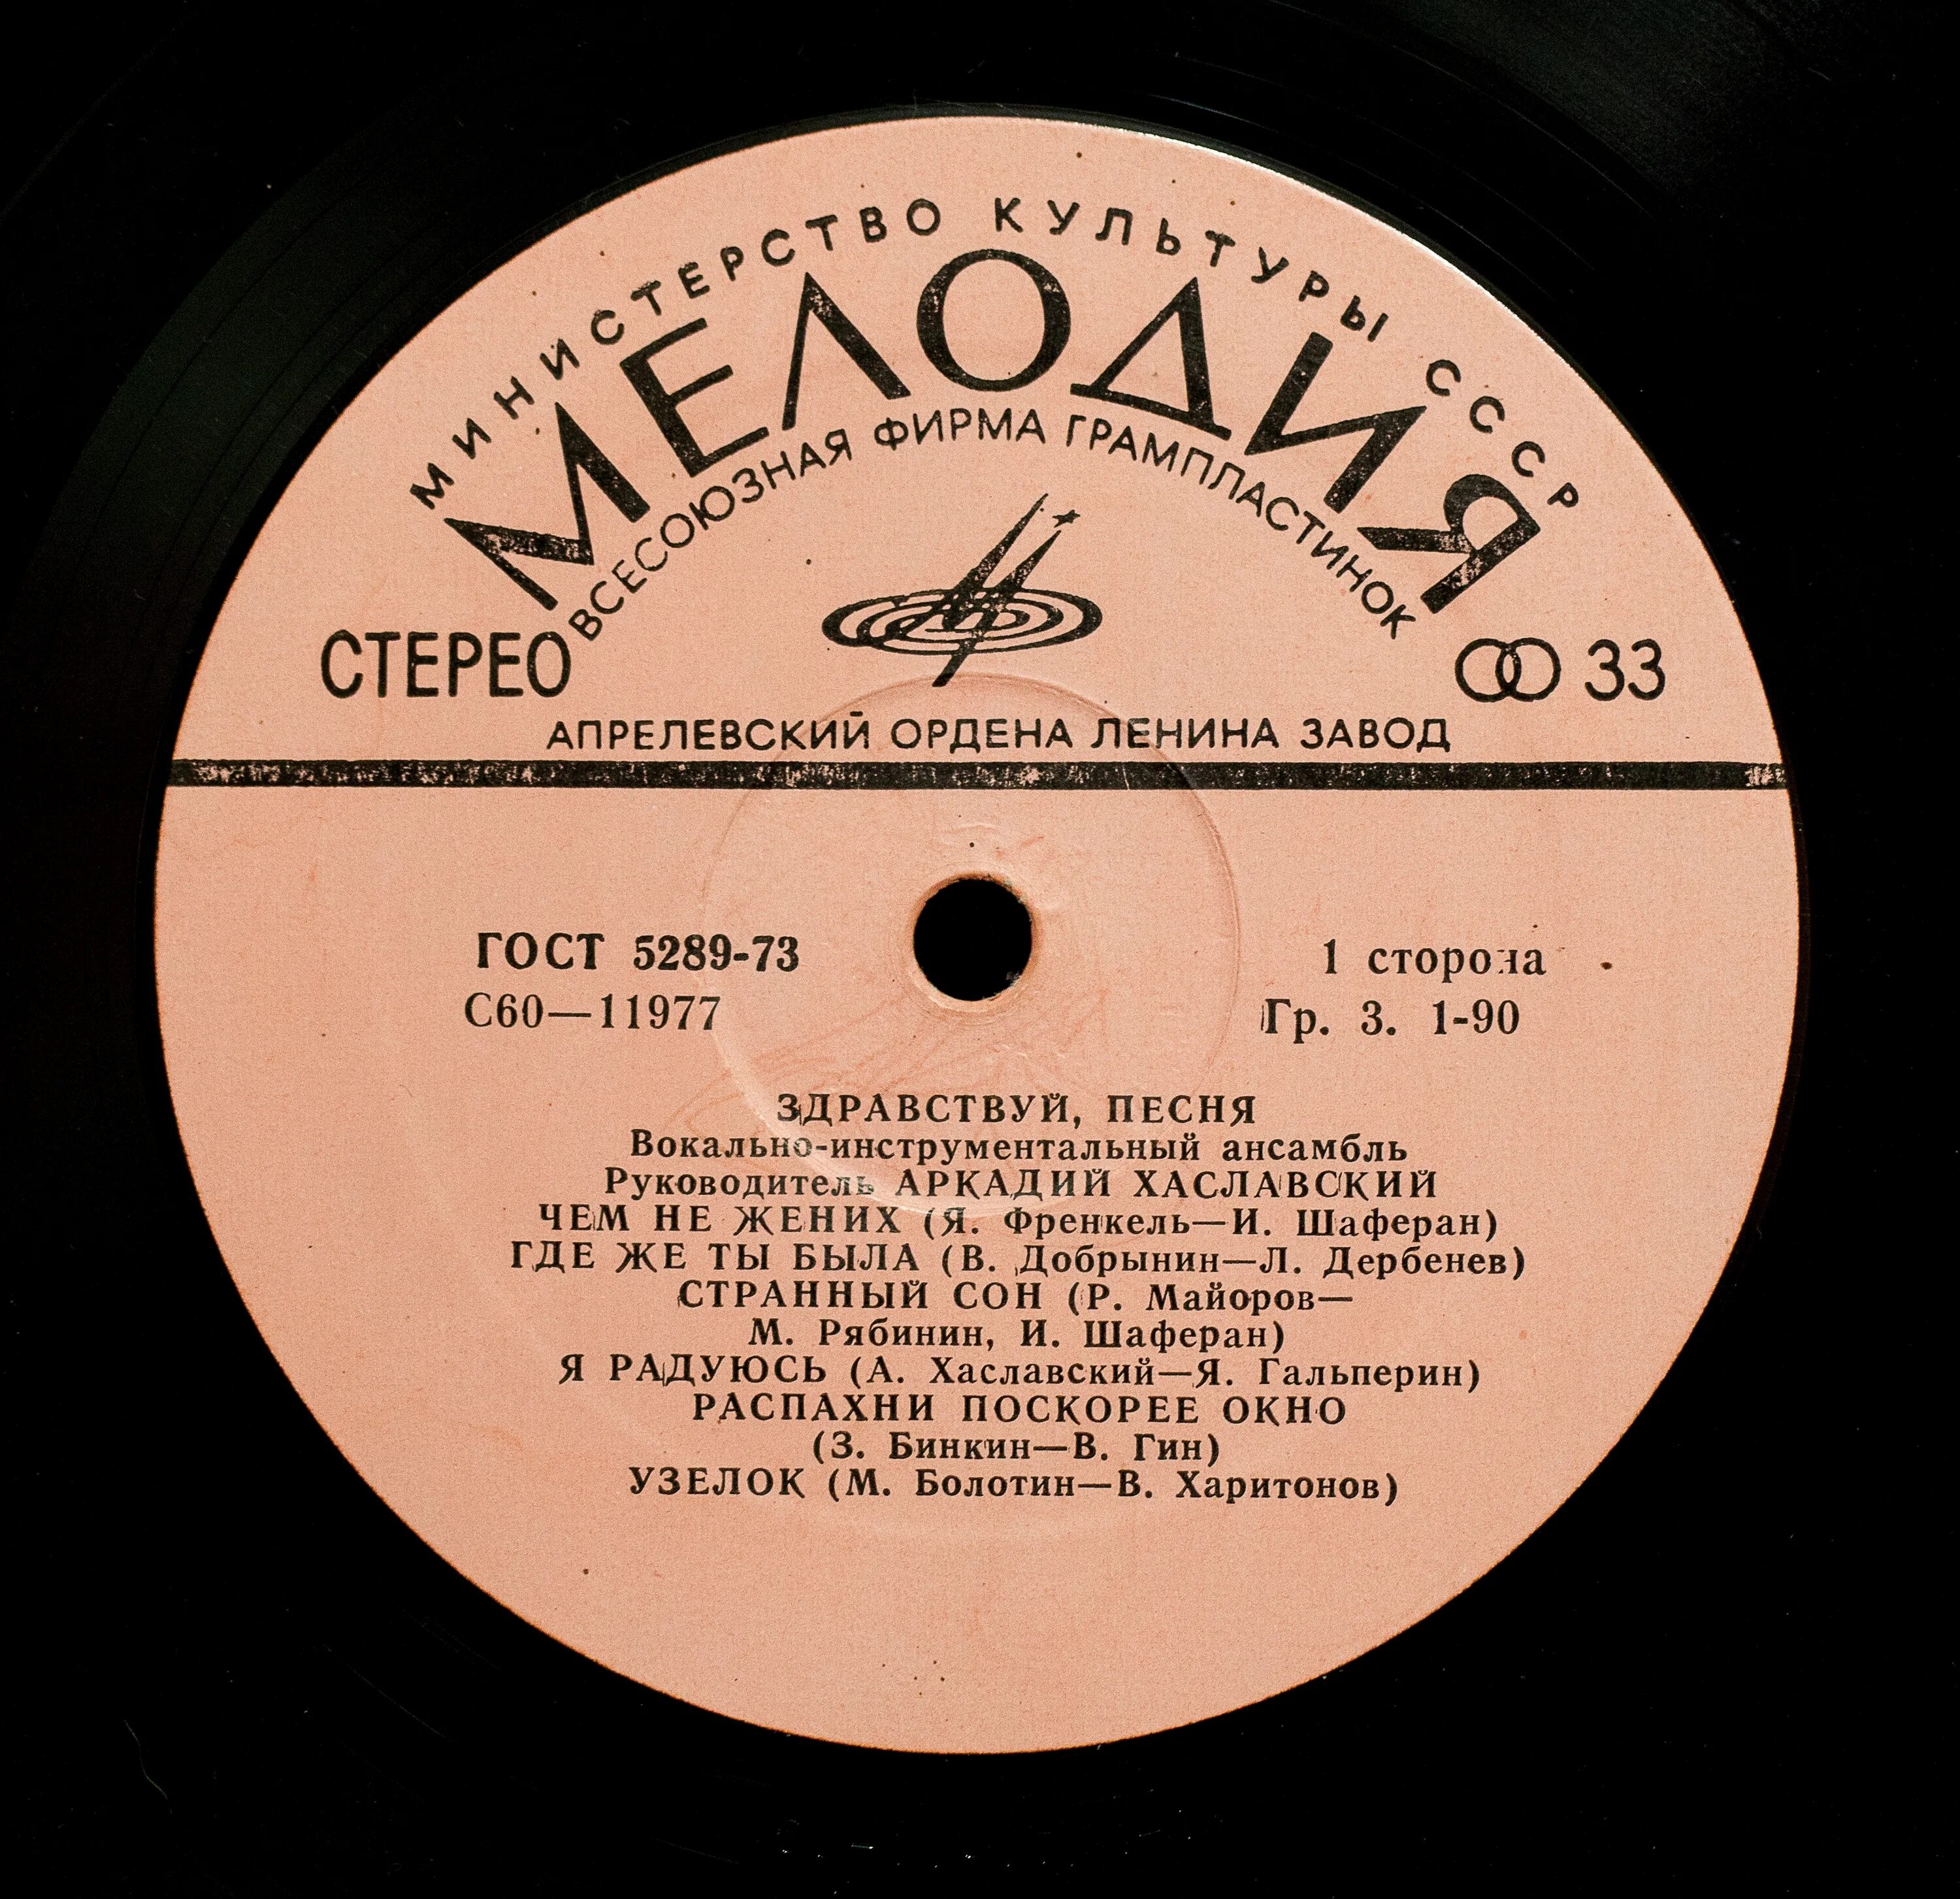 МИНИСТЕРСТВО КУЛЬТУРЫ СССР
МЕЛОДИЯ
ВСЕСОЮЗНАЯ ФИРМА ГРАМПЛАСТИНОК
СТЕРЕО
33
АПРЕЛЕВСКИЙ ОРДЕНА ЛЕНИНА ЗАВОД
ГОСТ 5289-73
1 сторона
С60—11977
Гр. 3. 1-90
ЗДРАВСТВУЙ, ПЕСНЯ
Вокально-инструментальный ансамбль
Руководитель АРКАДИЙ ХАСЛАВСКИЙ
ЧЕМ НЕ ЖЕНИХ (Я. Френкель—И. Шаферан)
ГДЕ ЖЕ ТЫ БЫЛА (В. Добрынин—Л. Дербенев)
СТРАННЫЙ СОН (Р. Майоров—
М. Рябинин, И. Шаферан)
Я РАДУЮСЬ (А. Хаславский—Я. Гальперин)
РАСПАХНИ ПОСКОРЕЕ ОКНО
(З. Бинкин—В. Гин)
УЗЕЛОК (М. Болотин—В. Харитонов)